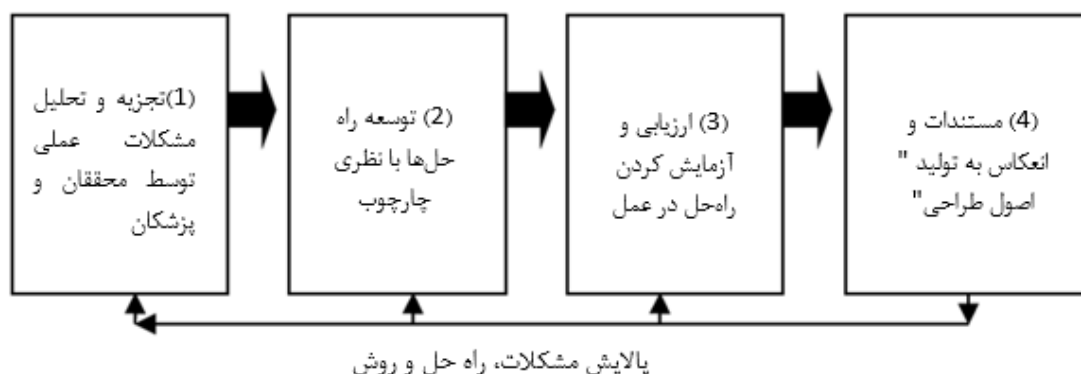 (1)تجزیه و تحلیل
مشکلات عملی
توسط محققان و
پزشکان
(2) توسعه راه
حل‌ها با نظری
چارچوب
(3) ارزیابی و
آزمایش کردن
راه‌حل در عمل
(4) مستندات و
انعکاس به تولید "
اصول طراحی"
پالایش مشکلات، راه حل و روش